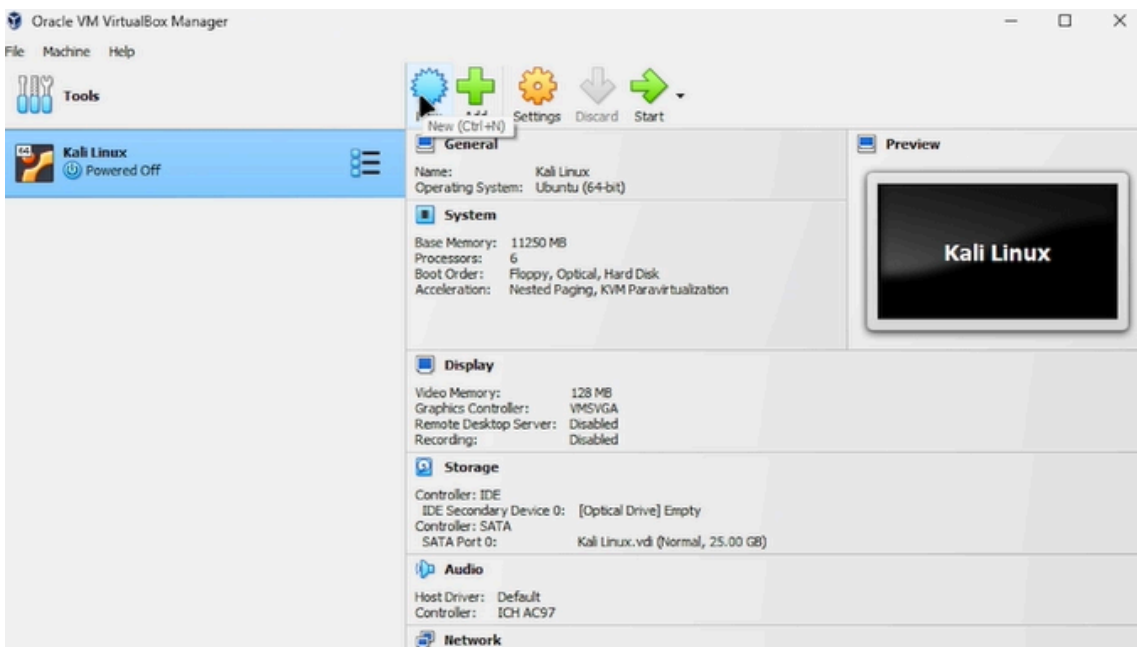 Oracle VM VirtualBox Manager
File Machine Help
Tools
New (Ctrl+N)
Settings Discard Start
64
Kali Linux
Powered Off
General
Name: Kali Linux
Operating System: Ubuntu (64-bit)
Preview
Kali Linux
System
Base Memory: 11250 MB
Processors: 6
Boot Order: Floppy, Optical, Hard Disk
Acceleration: Nested Paging, KVM Paravirtualization
Display
Video Memory: 128 MB
Graphics Controller: VMSVGA
Remote Desktop Server: Disabled
Recording: Disabled
Storage
Controller: IDE
IDE Secondary Device 0: [Optical Drive] Empty
Controller: SATA
SATA Port 0: Kali Linux.vdi (Normal, 25.00 GB)
Audio
Host Driver: Default
Controller: ICH AC97
Network